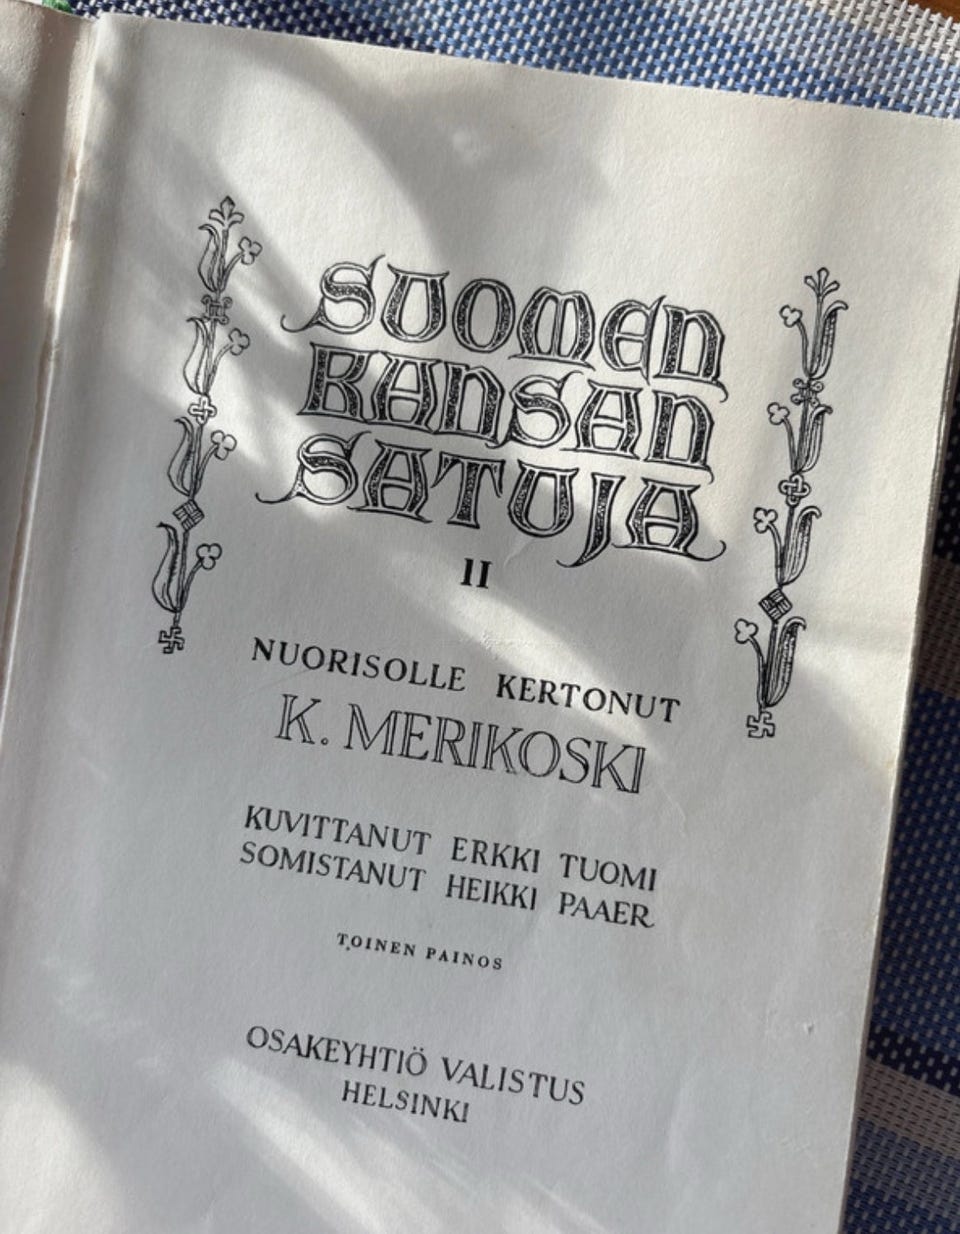 SUOMEN
KANSAN
SATUJA
II
NUORISOLLE KERTONUT
K. MERIKOSKI
KUVITTANUT ERKKI TUOMI
SOMISTANUT HEIKKI PAAER
TOINEN PAINOS
OSAKEYHTIÖ VALISTUS
HELSINKI